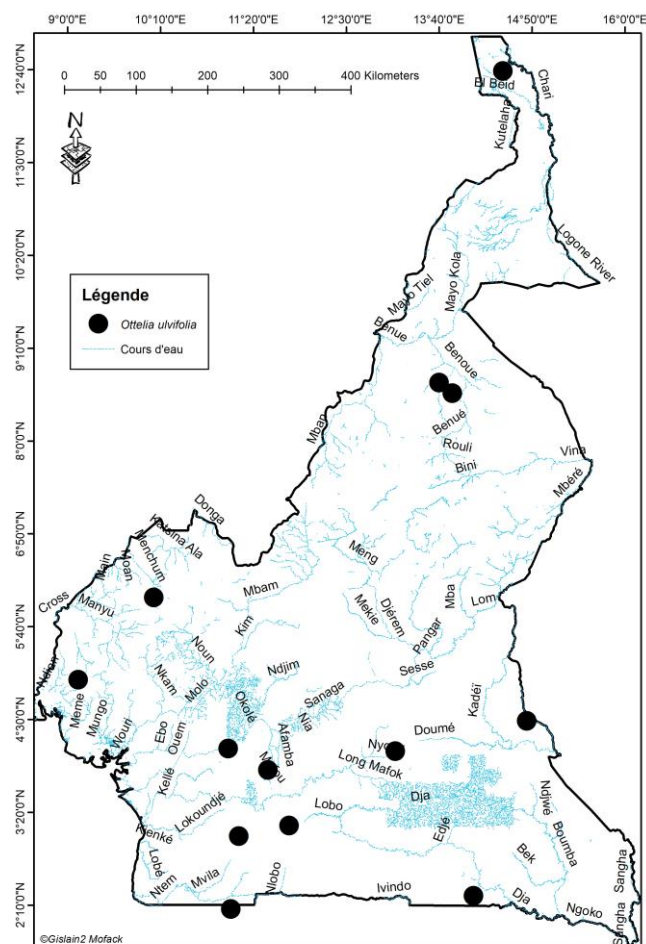 9°0'0"E 10°10'0"E 11°20'0"E 12°30'0"E 13°40'0"E 14°50'0"E 16°0'0"E
0 50 100 200 300 400 Kilometers
N
12°40'0"N
11°30'0"N
10°20'0"N
9°10'0"N
8°0'0"N
6°50'0"N
5°40'0"N
4°30'0"N
3°20'0"N
2°10'0"N
Légende
Ottelia ulvifolia
Cours d'eau
El Beid
Chari
Kutelaha
Logone River
Mayo Kola
Mayo Tiel
Benue
Benoue
Benué
Mban
Rouli
Bini
Vina
Mbéré
Donga
Katsina Ala
Menchum
Moan
Main
Meng
Cross
Manyu
Mbam
Kim
Mekie
Djérem
Mba
Lom
Pangar
Ndian
Noun
Ndjim
Sesse
Nkam
Molo
Sanaga
Meme
Mungo
Wouri
Ebo
Ouem
Okolé
Nia
Afamba
Kadéï
Doumé
Long Mafok
Kellé
Lokoundjé
Lobo
Dja
Ndjwé
Kienké
Edjé
Boumba
Bek
Lobé
Ntem
Mvila
Nlobo
Ivindo
Dja
Ngoko
Sangha
Sangha
©Gislain2 Mofack